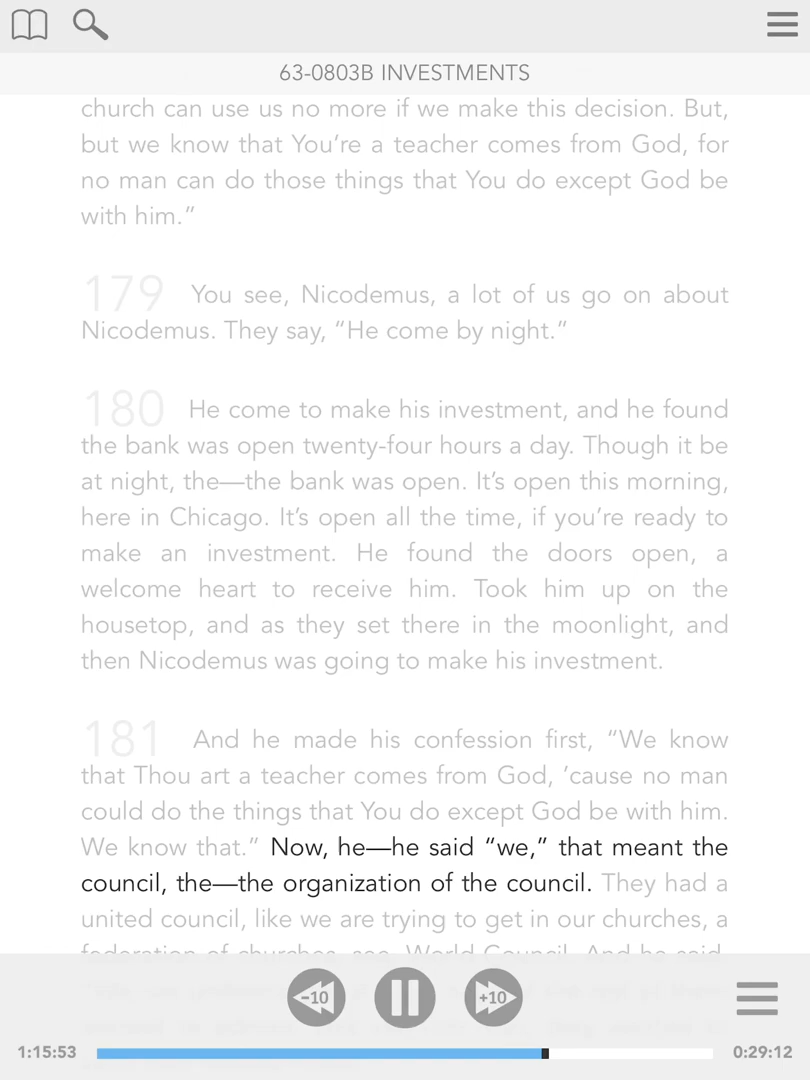 63-0803B INVESTMENTS
church can use us no more if we make this decision. But,
but we know that You’re a teacher comes from God, for
no man can do those things that You do except God be
with him.”
179 You see, Nicodemus, a lot of us go on about
Nicodemus. They say, “He come by night.”
180 He come to make his investment, and he found
the bank was open twenty-four hours a day. Though it be
at night, the—the bank was open. It’s open this morning,
here in Chicago. It’s open all the time, if you’re ready to
make an investment. He found the doors open, a
welcome heart to receive him. Took him up on the
housetop, and as they set there in the moonlight, and
then Nicodemus was going to make his investment.
181 And he made his confession first, “We know
that Thou art a teacher comes from God, ’cause no man
could do the things that You do except God be with him.
We know that.” Now, he—he said “we,” that meant the
council, the—the organization of the council. They had a
united council, like we are trying to get in our churches, a
federation of churches, see, World Council. And he said,
-10 +10
1:15:53 0:29:12